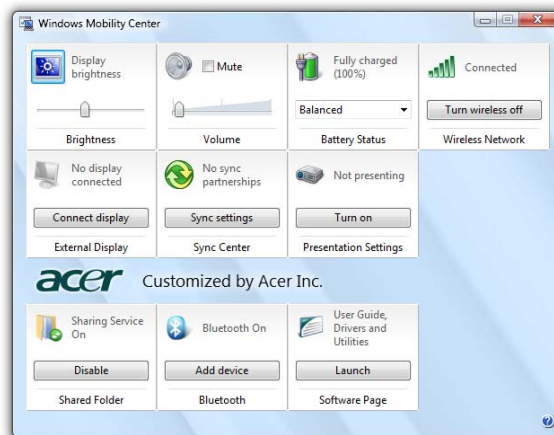 Windows Mobility Center
Display
brightness
Brightness
Mute
Volume
Fully charged
(100%)
Balanced
Battery Status
Connected
Turn wireless off
Wireless Network
No display
connected
Connect display
External Display
No sync
partnerships
Sync settings
Sync Center
Not presenting
Turn on
Presentation Settings
acer Customized by Acer Inc.
Sharing Service
On
Disable
Shared Folder
Bluetooth On
Add device
Bluetooth
User Guide,
Drivers and
Utilities
Launch
Software Page
?